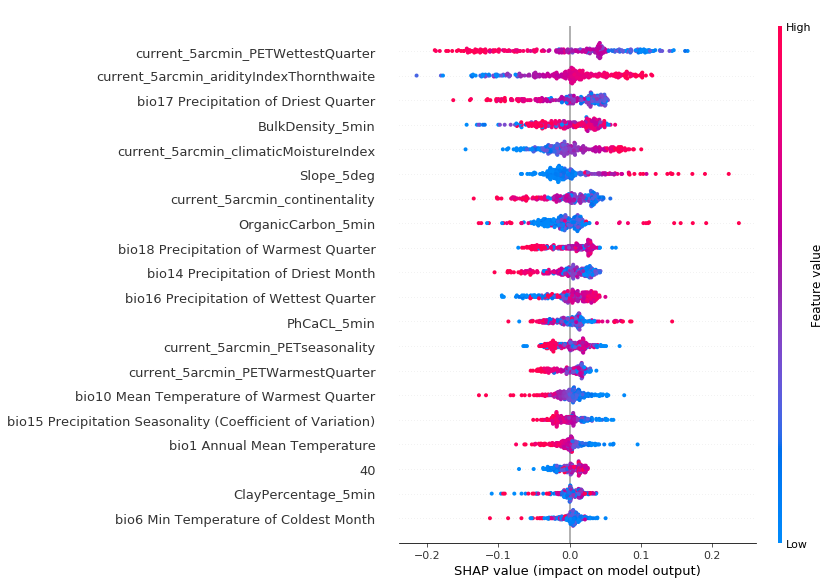 High
current_5arcmin_PETWettestQuarter
current_5arcmin_aridityIndexThornthwaite
bio17 Precipitation of Driest Quarter
BulkDensity_5min
current_5arcmin_climaticMoistureIndex
Slope_5deg
current_5arcmin_continentality
OrganicCarbon_5min
bio18 Precipitation of Warmest Quarter
bio14 Precipitation of Driest Month
bio16 Precipitation of Wettest Quarter
PhCaCL_5min
current_5arcmin_PETseasonality
current_5arcmin_PETWarmestQuarter
bio10 Mean Temperature of Warmest Quarter
bio15 Precipitation Seasonality (Coefficient of Variation)
bio1 Annual Mean Temperature
40
ClayPercentage_5min
bio6 Min Temperature of Coldest Month
Feature value
Low
−0.2 −0.1 0.0 0.1 0.2
SHAP value (impact on model output)